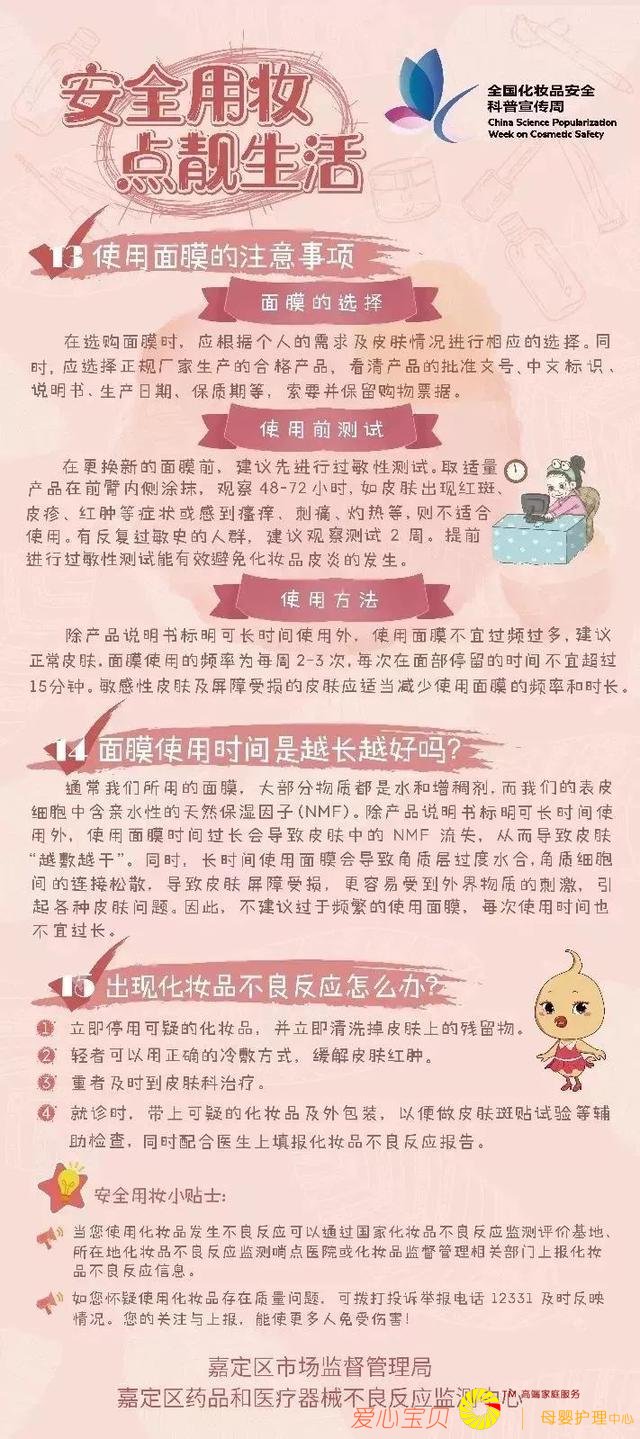 安全用妆
点靓生活
全国化妆品安全
科普宣传周
China Science Popularization
Week on Cosmetic Safety
13 使用面膜的注意事项
面膜的选择
在选购面膜时，应根据个人的需求及皮肤情况进行相应的选择。同
时，应选择正规厂家生产的合格产品，看清产品的批准文号、中文标识、
说明书、生产日期、保质期等，索要并保留购物票据。
使用前测试
在更换新的面膜前，建议先进行过敏性测试。取适量
产品在前臂内侧涂抹，观察 48-72 小时，如皮肤出现红斑、
皮疹、红肿等症状或感到瘙痒、刺痛、灼热等，则不适合
使用。有反复过敏史的人群，建议观察测试 2 周。提前
进行过敏性测试能有效避免化妆品皮炎的发生。
使用方法
除产品说明书标明可长时间使用外，使用面膜不宜过频过多，建议
正常皮肤，面膜使用的频率为每周 2-3 次，每次在面部停留的时间不宜超过
15分钟。敏感性皮肤及屏障受损的皮肤应适当减少使用面膜的频率和时长。
14 面膜使用时间是越长越好吗？
通常我们所用的面膜，大部分物质都是水和增稠剂，而我们的表皮
细胞中含亲水性的天然保湿因子（NMF）。除产品说明书标明可长时间使
用外，使用面膜时间过长会导致皮肤中的 NMF 流失，从而导致皮肤
“越敷越干”。同时，长时间使用面膜会导致角质层过度水合，角质细胞
间的连接松散，导致皮肤屏障受损，更容易受到外界物质的刺激，引
起各种皮肤问题。因此，不建议过于频繁的使用面膜，每次使用时间也
不宜过长。
15 出现化妆品不良反应怎么办？
1 立即停用可疑的化妆品，并立即清洗掉皮肤上的残留物。
2 轻者可以用正确的冷敷方式，缓解皮肤红肿。
3 重者及时到皮肤科治疗。
4 就诊时，带上可疑的化妆品及外包装，以便做皮肤斑贴试验等辅
助检查，同时配合医生上填报化妆品不良反应报告。
安全用妆小贴士：
当您使用化妆品发生不良反应可以通过国家化妆品不良反应监测评价基地、
所在地化妆品不良反应监测哨点医院或化妆品监督管理相关部门上报化妆
品不良反应信息。
如您怀疑使用化妆品存在质量问题，可拨打投诉举报电话 12331 及时反映
情况。您的关注与上报，能使更多人免受伤害！
嘉定区市场监督管理局
嘉定区药品和医疗器械不良反应监测中心
爱心宝贝 TM 高端家庭服务
母婴护理中心